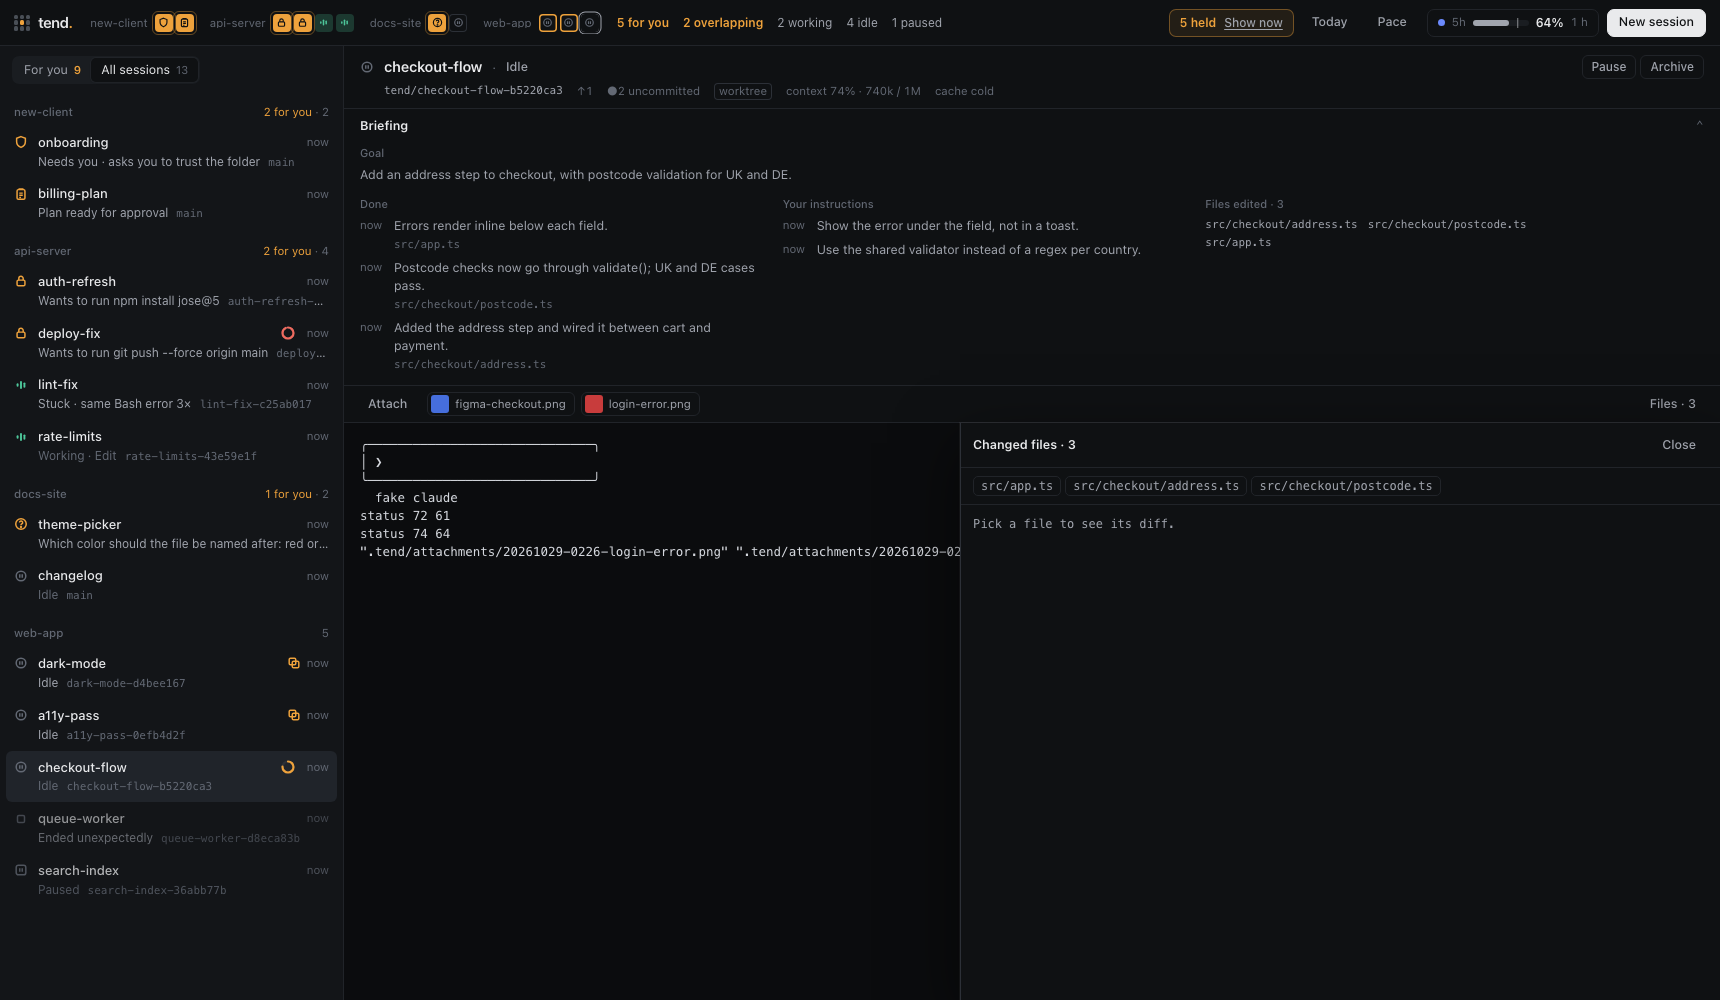 tend. new-client api-server docs-site web-app 5 for you 2 overlapping 2 working 4 idle 1 paused 5 held Show now Today Pace 5h 64% 1 h New session
For you 9 All sessions 13
new-client 2 for you · 2
onboarding now
Needs you · asks you to trust the folder main
billing-plan now
Plan ready for approval main
api-server 2 for you · 4
auth-refresh now
Wants to run npm install jose@5 auth-refresh-…
deploy-fix now
Wants to run git push --force origin main deploy…
lint-fix now
Stuck · same Bash error 3× lint-fix-c25ab017
rate-limits now
Working · Edit rate-limits-43e59e1f
docs-site 1 for you · 2
theme-picker now
Which color should the file be named after: red or…
changelog now
Idle main
web-app 5
dark-mode now
Idle dark-mode-d4bee167
a11y-pass now
Idle a11y-pass-0efb4d2f
checkout-flow now
Idle checkout-flow-b5220ca3
queue-worker now
Ended unexpectedly queue-worker-d8eca83b
search-index now
Paused search-index-36abb77b
checkout-flow · Idle Pause Archive
tend/checkout-flow-b5220ca3 ↑1 ●2 uncommitted worktree context 74% · 740k / 1M cache cold
Briefing
Goal
Add an address step to checkout, with postcode validation for UK and DE.
Done
now Errors render inline below each field.
src/app.ts
now Postcode checks now go through validate(); UK and DE cases
pass.
src/checkout/postcode.ts
now Added the address step and wired it between cart and
payment.
src/checkout/address.ts
Your instructions
now Show the error under the field, not in a toast.
now Use the shared validator instead of a regex per country.
Files edited · 3
src/checkout/address.ts src/checkout/postcode.ts
src/app.ts
Attach figma-checkout.png login-error.png Files · 3
❯
fake claude
status 72 61
status 74 64
".tend/attachments/20261029-0226-login-error.png" ".tend/attachments/20261029-02
Changed files · 3 Close
src/app.ts src/checkout/address.ts src/checkout/postcode.ts
Pick a file to see its diff.